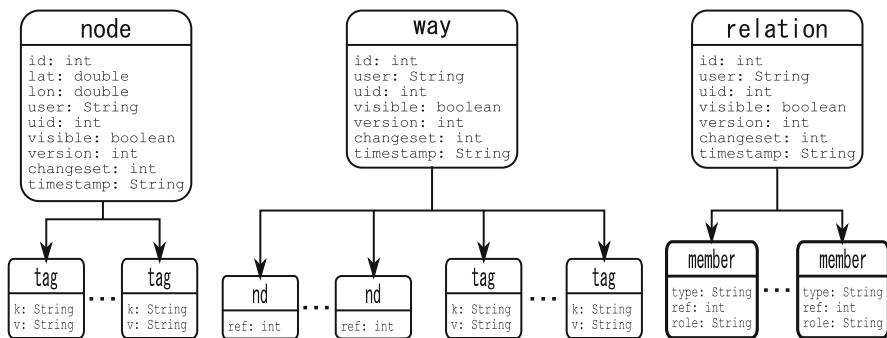 node
id: int
lat: double
lon: double
user: String
uid: int
visible: boolean
version: int
changeset: int
timestamp: String
way
id: int
user: String
uid: int
visible: boolean
version: int
changeset: int
timestamp: String
relation
id: int
user: String
uid: int
visible: boolean
version: int
changeset: int
timestamp: String
tag
k: String
v: String
...
tag
k: String
v: String
nd
ref: int
...
nd
ref: int
tag
k: String
v: String
...
tag
k: String
v: String
member
type: String
ref: int
role: String
...
member
type: String
ref: int
role: String